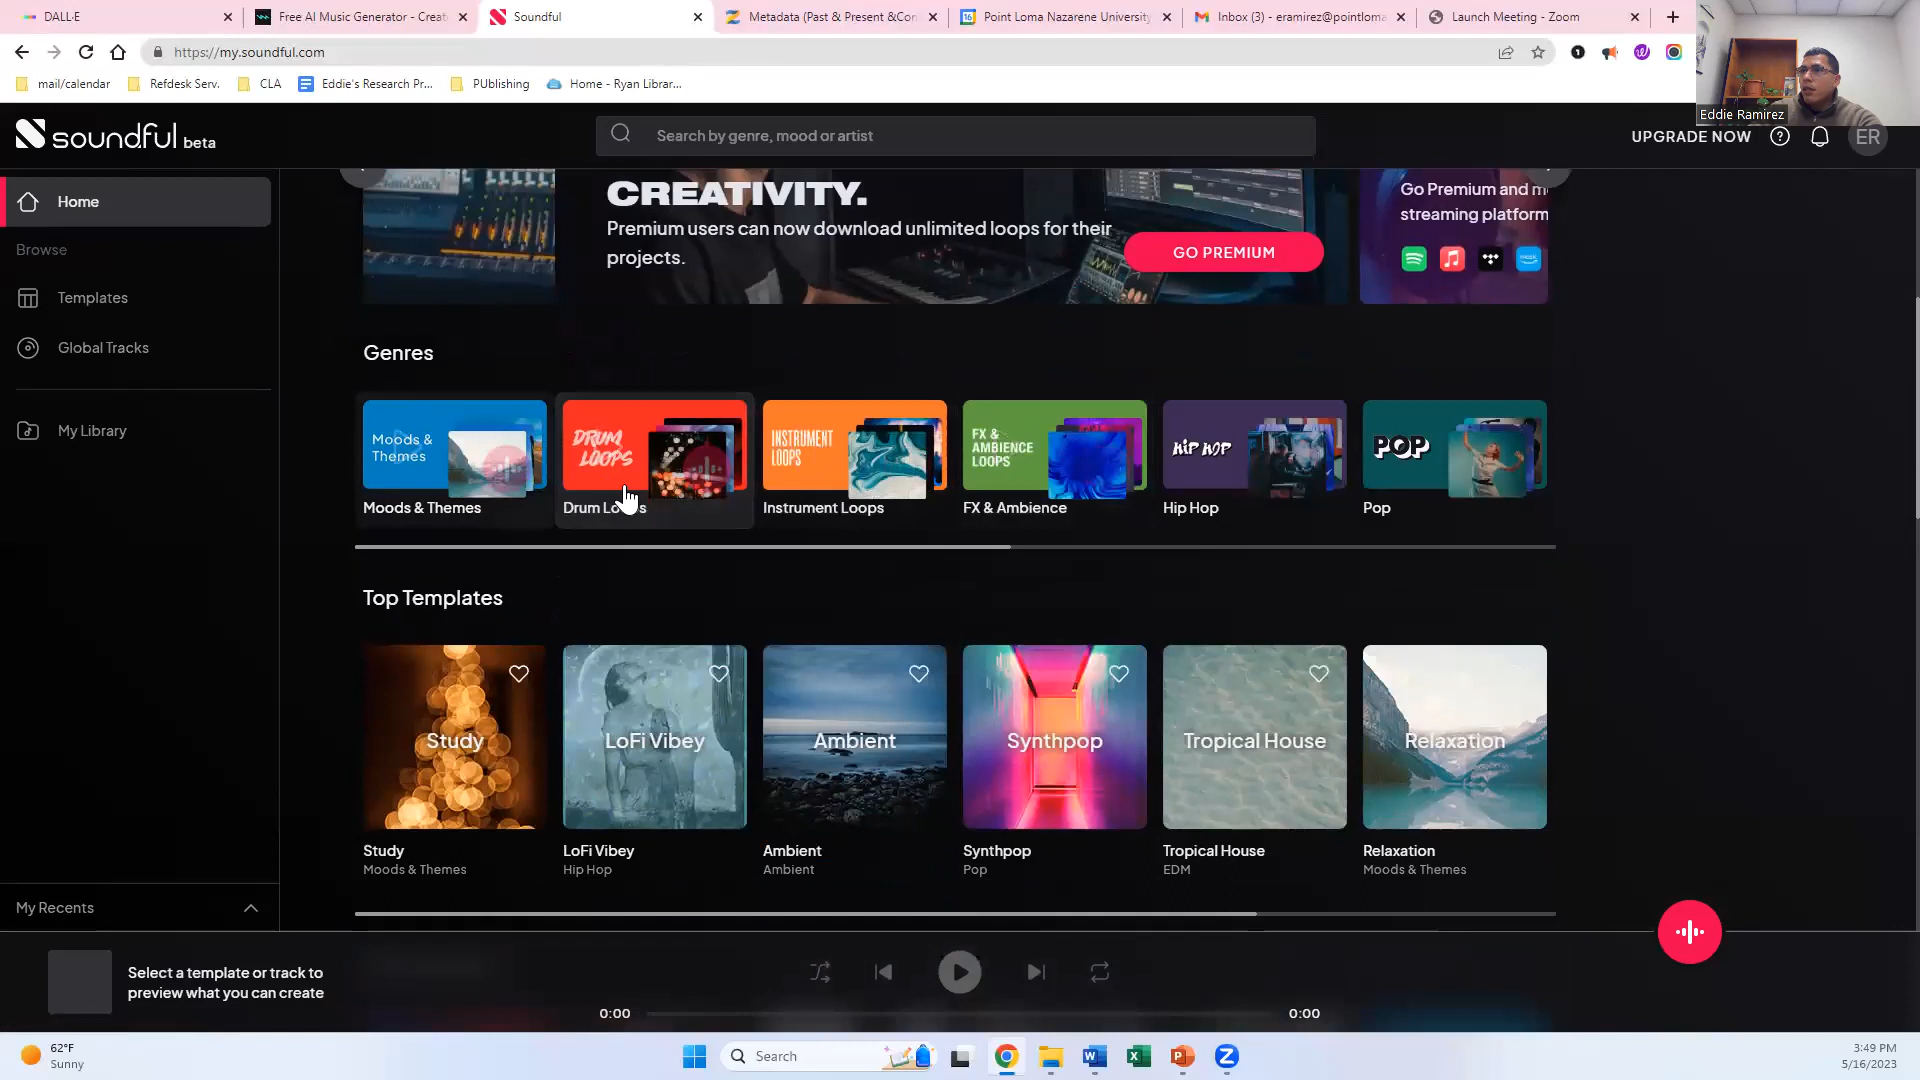 DALL·E
Free AI Music Generator - Creat
Soundful
Metadata (Past & Present &Con
Point Loma Nazarene University
Inbox (3) - eramirez@pointloma
Launch Meeting - Zoom
https://my.soundful.com
mail/calendar
Refdesk Serv.
CLA
Eddie's Research Pr...
PUblishing
Home - Ryan Librar...
Eddie Ramirez
soundful beta
Search by genre, mood or artist
UPGRADE NOW
ER
Home
Browse
Templates
Global Tracks
My Library
My Recents
CREATIVITY.
Premium users can now download unlimited loops for their
projects.
GO PREMIUM
Go Premium and m
streaming platform
Genres
Moods &
Themes
DRUM
LOOPS
INSTRUMENT
LOOPS
FX &
AMBIENCE
LOOPS
HIP HOP
POP
Moods & Themes
Instrument Loops
FX & Ambience
Hip Hop
Pop
Top Templates
Study
LoFi Vibey
Ambient
Synthpop
Tropical House
Relaxation
Study
LoFi Vibey
Ambient
Synthpop
Tropical House
Relaxation
Moods & Themes
Hip Hop
Ambient
Pop
EDM
Moods & Themes
Select a template or track to
preview what you can create
0:00
0:00
62°F
Sunny
Search
3:49 PM
5/16/2023